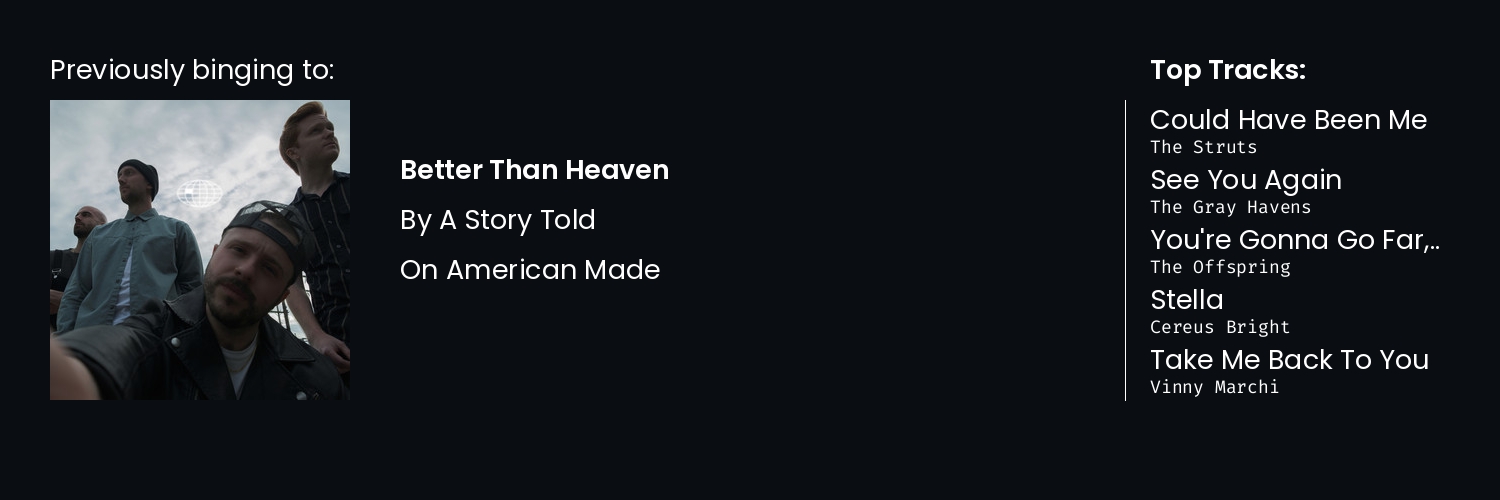 Previously binging to:
Better Than Heaven
By A Story Told
On American Made
Top Tracks:
Could Have Been Me
The Struts
See You Again
The Gray Havens
You're Gonna Go Far,..
The Offspring
Stella
Cereus Bright
Take Me Back To You
Vinny Marchi